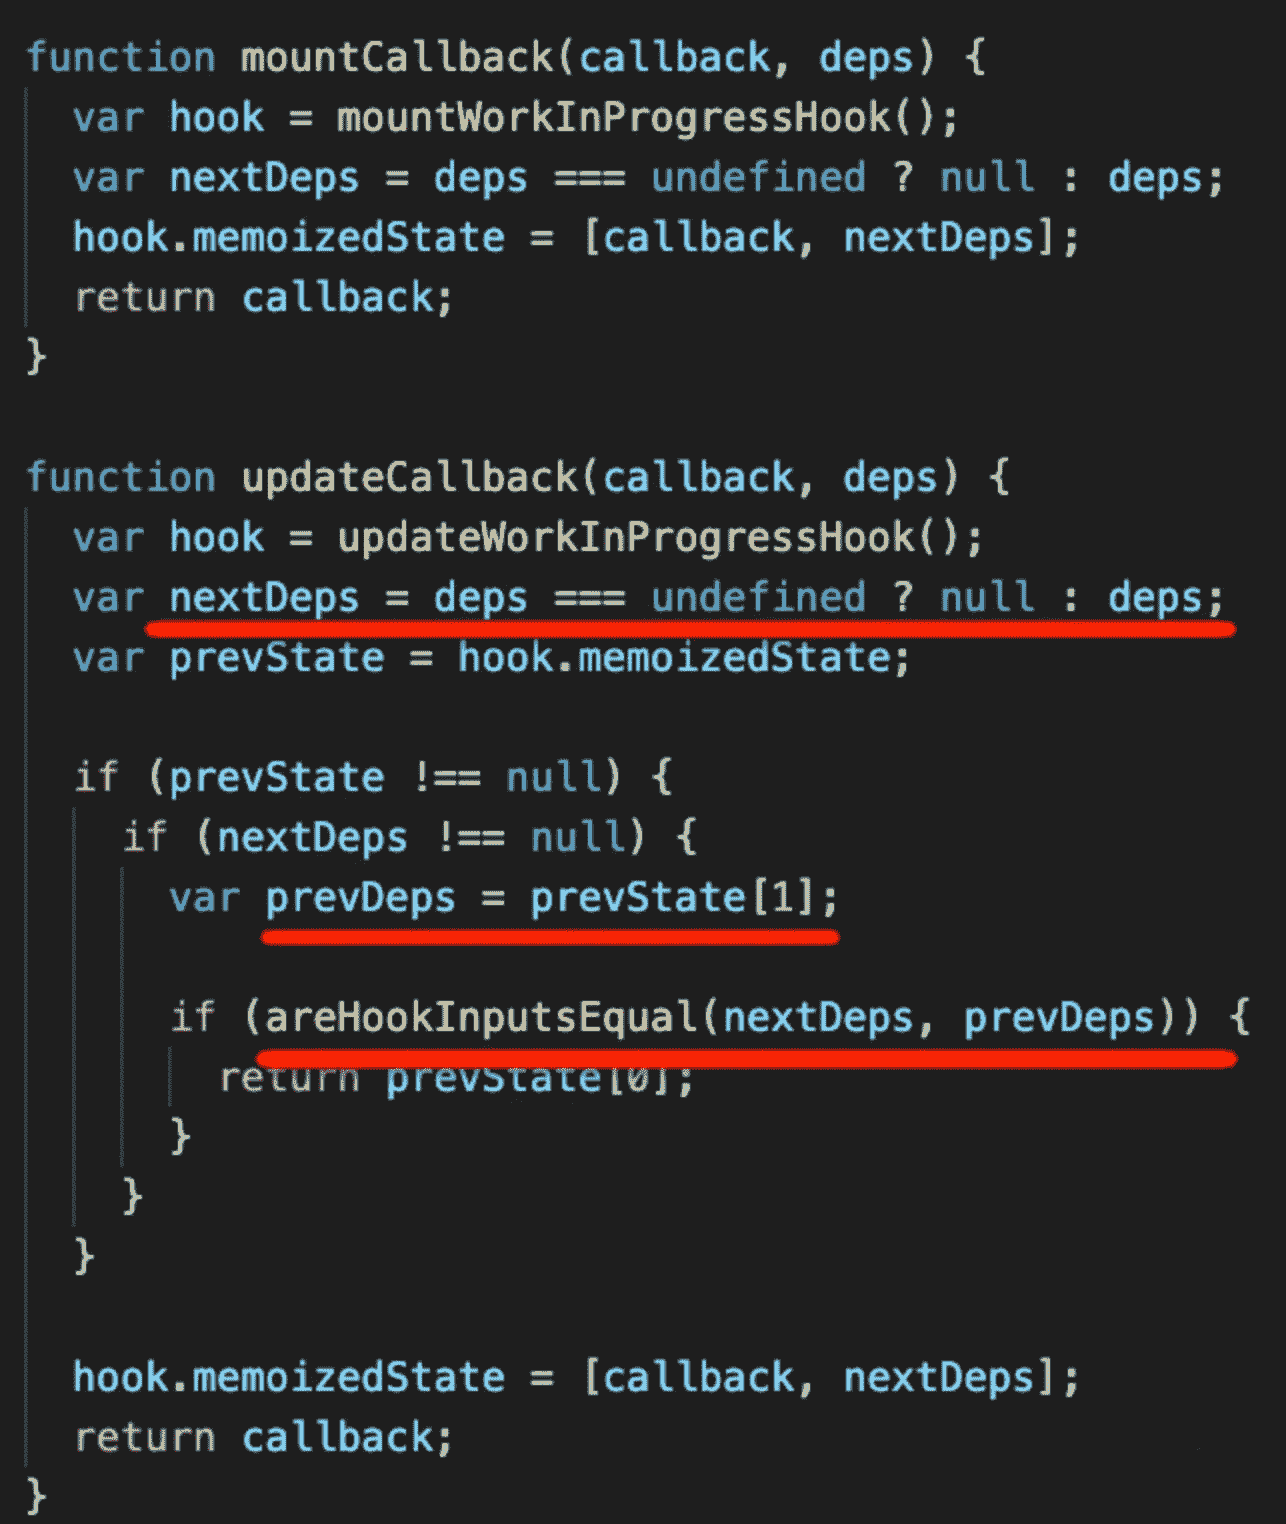 function mountCallback(callback, deps) {
  var hook = mountWorkInProgressHook();
  var nextDeps = deps === undefined ? null : deps;
  hook.memoizedState = [callback, nextDeps];
  return callback;
}

function updateCallback(callback, deps) {
  var hook = updateWorkInProgressHook();
  var nextDeps = deps === undefined ? null : deps;
  var prevState = hook.memoizedState;

  if (prevState !== null) {
    if (nextDeps !== null) {
      var prevDeps = prevState[1];

      if (areHookInputsEqual(nextDeps, prevDeps)) {
        return prevState[0];
      }
    }
  }

  hook.memoizedState = [callback, nextDeps];
  return callback;
}